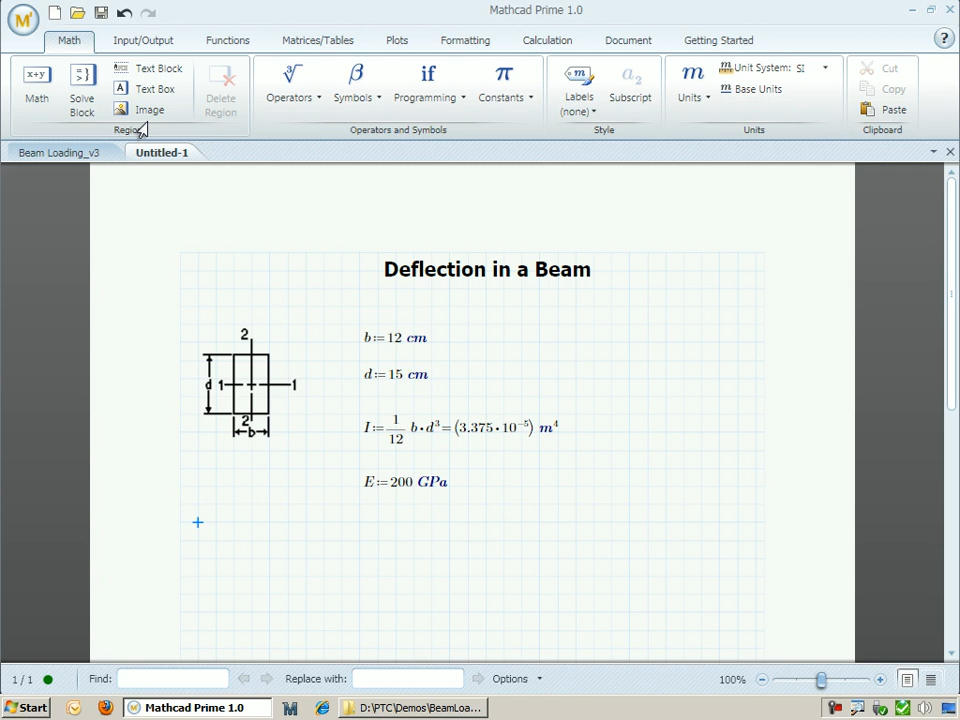 Mathcad Prime 1.0
Math Input/Output Functions Matrices/Tables Plots Formatting Calculation Document Getting Started
Math
Solve Block
Text Block
Text Box
Image
Delete Region
Operators
Symbols
Programming
Constants
Labels (none)
Subscript
Units
Unit System: SI
Base Units
Cut
Copy
Paste
Operators and Symbols
Style
Units
Clipboard
Beam Loading_v3 Untitled-1
Deflection in a Beam
2
d 1 1
2
b
b:=12 cm
d:=15 cm
I:=1/12 b·d³=(3.375·10⁻⁵) m⁴
E:=200 GPa
1 / 1 Find: Replace with: Options 100%
Start Mathcad Prime 1.0 D:\PTC\Demos\BeamLoa...